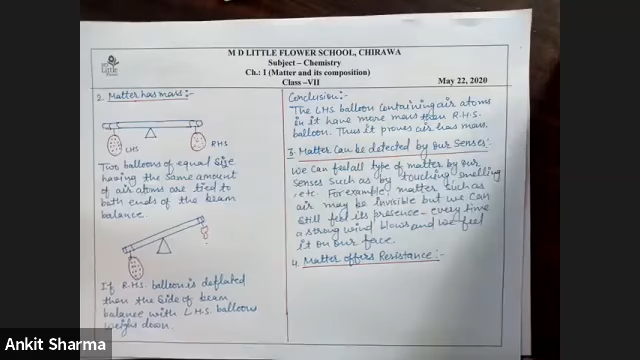 M D LITTLE FLOWER SCHOOL, CHIRAWA
Subject – Chemistry
Ch.: I (Matter and its composition)
Class –VII
May 22, 2020
2. Matter has mass:-
LHS
RHS
Two balloons of equal size
having the same amount
of air atoms are tied to
both ends of the beam
balance.
If R.H.S. balloon is deflated
then the side of beam
balance with L.H.S. balloon
weight down.
Conclusion:-
The LHS balloon containing air atoms
in it have more mass than R.H.S.
balloon. Thus it proves air has mass.
3. Matter Can be detected by our Senses:-
We can feel all type of matter by our
senses such as by touching smelling
,etc. For example, matter such as
air may be invisible but we can
still feel its presence - every time
a strong wind blows and we feel
it on our face.
4. Matter offers Resistance:-
Ankit Sharma